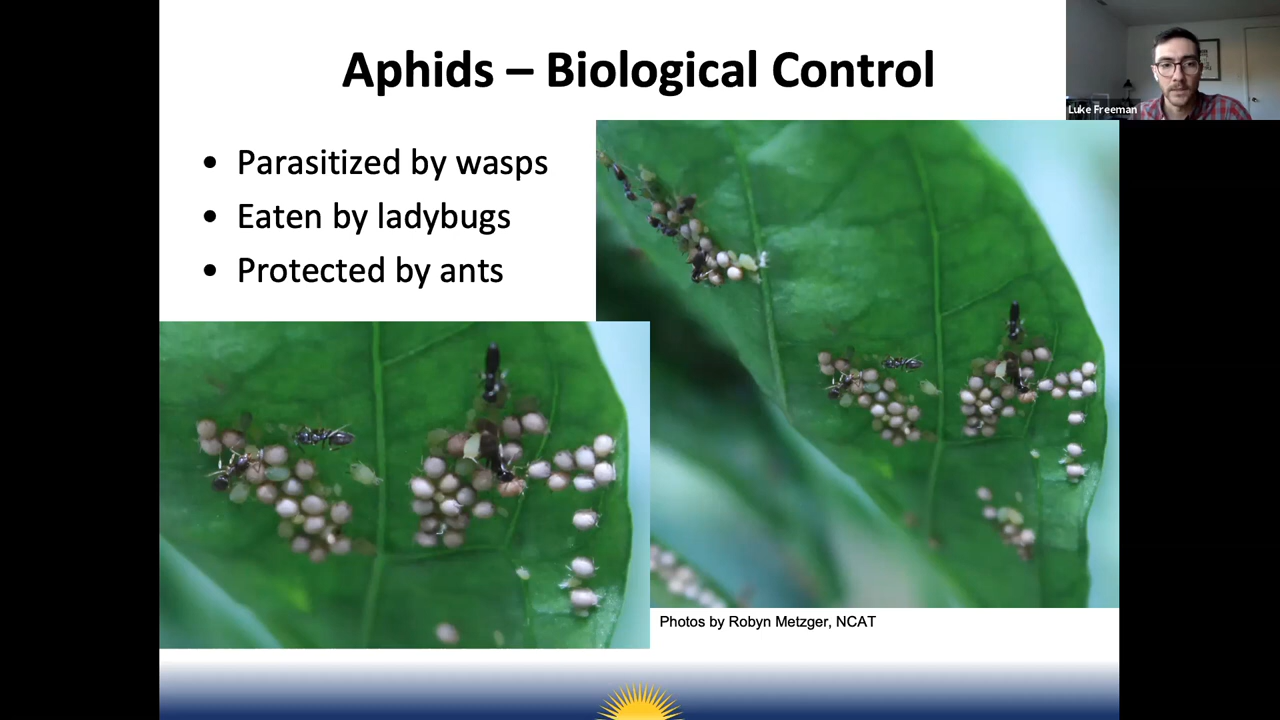 Aphids – Biological Control
Luke Freeman
• Parasitized by wasps
• Eaten by ladybugs
• Protected by ants
Photos by Robyn Metzger, NCAT